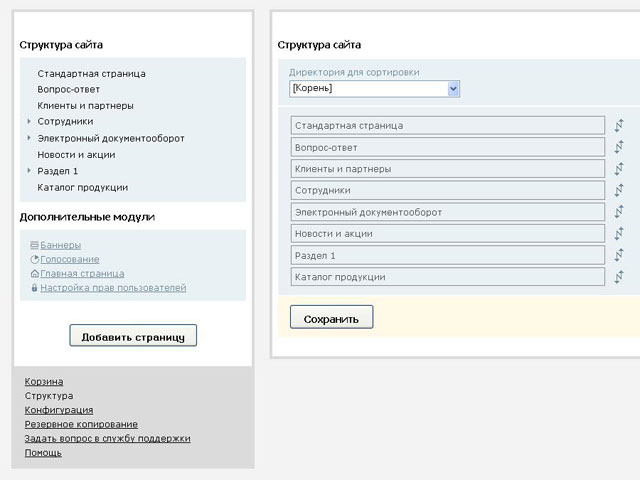 Структура сайта
Стандартная страница
Вопрос-ответ
Клиенты и партнеры
Сотрудники
Электронный документооборот
Новости и акции
Раздел 1
Каталог продукции
Дополнительные модули
Баннеры
Голосование
Главная страница
Настройка прав пользователей
Добавить страницу
Корзина
Структура
Конфигурация
Резервное копирование
Задать вопрос в службу поддержки
Помощь
Структура сайта
Директория для сортировки
[Корень]
Стандартная страница
Вопрос-ответ
Клиенты и партнеры
Сотрудники
Электронный документооборот
Новости и акции
Раздел 1
Каталог продукции
Сохранить